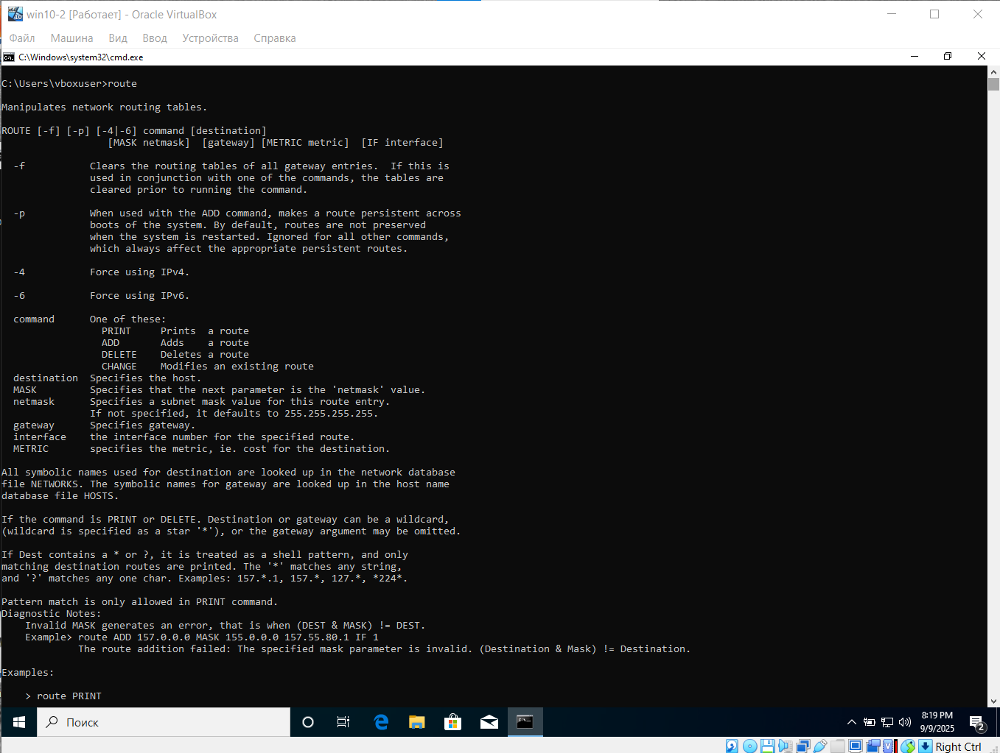 win10-2 [Работает] - Oracle VirtualBox
Файл Машина Вид Ввод Устройства Справка
C:\Windows\system32\cmd.exe
C:\Users\vboxuser>route
Manipulates network routing tables.
ROUTE [-f] [-p] [-4|-6] command [destination]
[MASK netmask] [gateway] [METRIC metric] [IF interface]
-f Clears the routing tables of all gateway entries. If this is
used in conjunction with one of the commands, the tables are
cleared prior to running the command.
-p When used with the ADD command, makes a route persistent across
boots of the system. By default, routes are not preserved
when the system is restarted. Ignored for all other commands,
which always affect the appropriate persistent routes.
-4 Force using IPv4.
-6 Force using IPv6.
command One of these:
PRINT Prints a route
ADD Adds a route
DELETE Deletes a route
CHANGE Modifies an existing route
destination Specifies the host.
MASK Specifies that the next parameter is the 'netmask' value.
netmask Specifies a subnet mask value for this route entry.
If not specified, it defaults to 255.255.255.255.
gateway Specifies gateway.
interface the interface number for the specified route.
METRIC specifies the metric, ie. cost for the destination.
All symbolic names used for destination are looked up in the network database
file NETWORKS. The symbolic names for gateway are looked up in the host name
database file HOSTS.
If the command is PRINT or DELETE. Destination or gateway can be a wildcard,
(wildcard is specified as a star '*'), or the gateway argument may be omitted.
If Dest contains a * or ?, it is treated as a shell pattern, and only
matching destination routes are printed. The '*' matches any string,
and '?' matches any one char. Examples: 157.*.1, 157.*, 127.*, *224*.
Pattern match is only allowed in PRINT command.
Diagnostic Notes:
Invalid MASK generates an error, that is when (DEST & MASK) != DEST.
Example> route ADD 157.0.0.0 MASK 155.0.0.0 157.55.80.1 IF 1
The route addition failed: The specified mask parameter is invalid. (Destination & Mask) != Destination.
Examples:
> route PRINT
Поиск
8:19 PM
9/9/2025
2
Right Ctrl